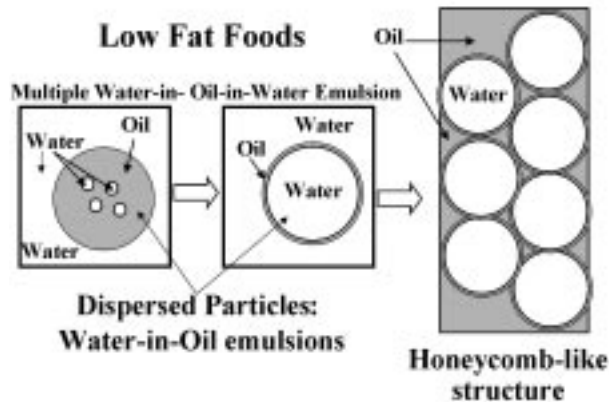 Low Fat Foods
Multiple Water-in- Oil-in-Water Emulsion
Water
Oil
Water
Water
Oil
Water
Oil
Water
Dispersed Particles:
Water-in-Oil emulsions
Honeycomb-like
structure